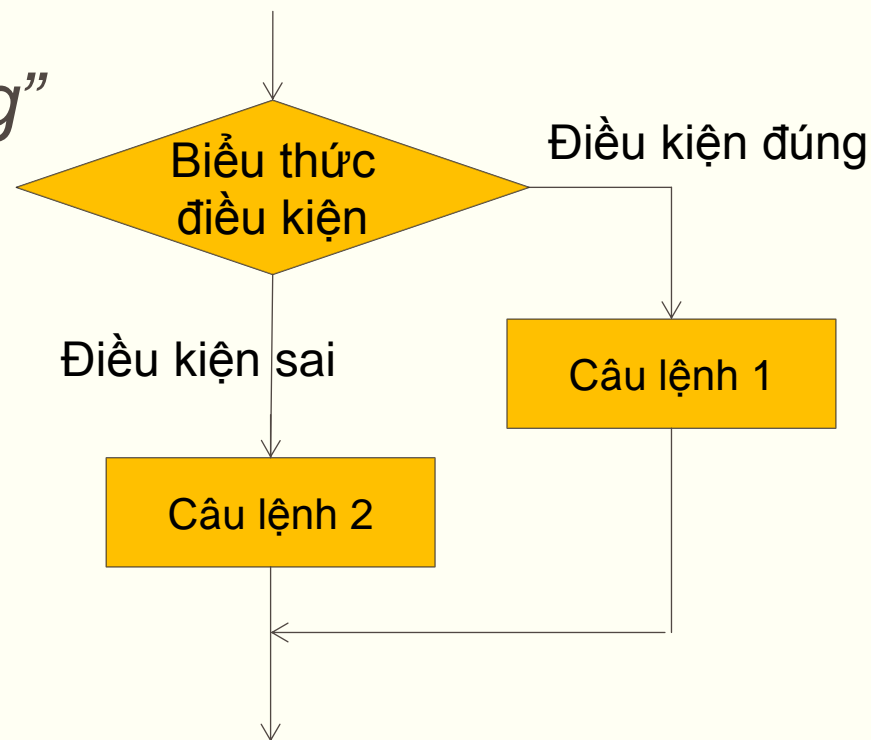 g”
Biểu thức
điều kiện
Điều kiện đúng
Điều kiện sai
Câu lệnh 1
Câu lệnh 2